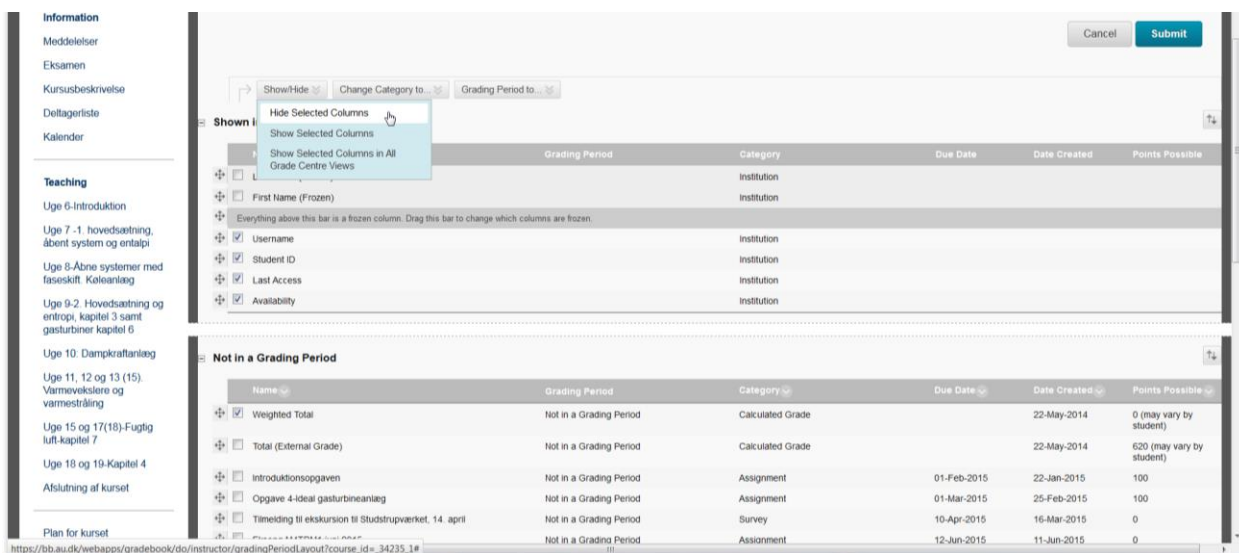 Information
Meddelelser
Eksamen
Kursusbeskrivelse
Deltagerliste
Kalender
Teaching
Uge 6-Introduktion
Uge 7 -1. hovedsætning,
åbent system og entalpi
Uge 8-Åbne systemer med
faseskift. Køleanlæg
Uge 9-2. Hovedsætning og
entropi, kapitel 3 samt
gasturbiner kapitel 6
Uge 10: Dampkraftanlæg
Uge 11, 12 og 13 (15).
Varmevekslere og
varmestråling
Uge 15 og 17(18)-Fugtig
luft-kapitel 7
Uge 18 og 19-Kapitel 4
Afslutning af kurset
Plan for kurset
Cancel Submit
Show/Hide Change Category to... Grading Period to...
Hide Selected Columns
Show Selected Columns
Show Selected Columns in All
Grade Centre Views
Shown
Grading Period Category Due Date Date Created Points Possible
Institution
First Name (Frozen) Institution
Everything above this bar is a frozen column. Drag this bar to change which columns are frozen.
Username Institution
Student ID Institution
Last Access Institution
Availability Institution
Not in a Grading Period
Name Grading Period Category Due Date Date Created Points Possible
Weighted Total Not in a Grading Period Calculated Grade 22-May-2014 0 (may vary by
student)
Total (External Grade) Not in a Grading Period Calculated Grade 22-May-2014 620 (may vary by
student)
Introduktionsopgaven Not in a Grading Period Assignment 01-Feb-2015 22-Jan-2015 100
Opgave 4-Ideal gasturbineanlæg Not in a Grading Period Assignment 01-Mar-2015 25-Feb-2015 100
Tilmelding til ekskursion til Studstrupværket, 14. april Not in a Grading Period Survey 10-Apr-2015 16-Mar-2015 0
Not in a Grading Period Assignment 12-Jun-2015 11-Jun-2015 0
https://bb.au.dk/webapps/gradebook/do/instructor/gradingPeriodLayout?course_id=_34235_1#